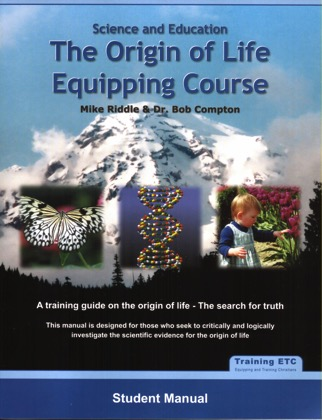 Science and Education
The Origin of Life
Equipping Course
Mike Riddle & Dr. Bob Compton
A training guide on the origin of life - The search for truth
This manual is designed for those who seek to critically and logically
investigate the scientific evidence for the origin of life
Training ETC
Equipping and Training Christians
Student Manual